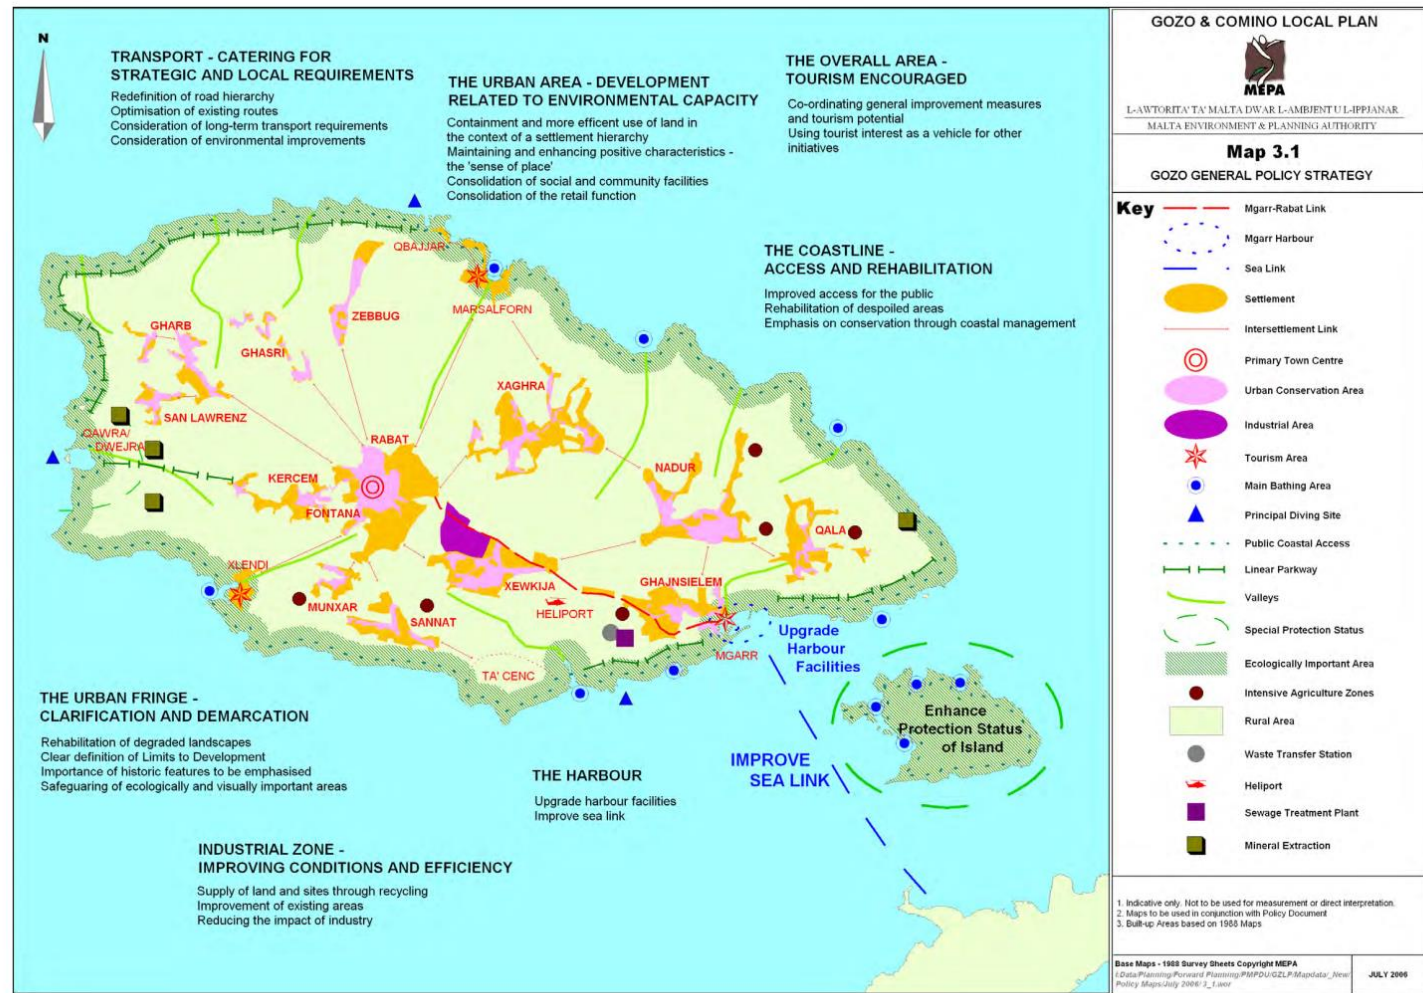 N
TRANSPORT - CATERING FOR
STRATEGIC AND LOCAL REQUIREMENTS
Redefinition of road hierarchy
Optimisation of existing routes
Consideration of long-term transport requirements
Consideration of environmental improvements
THE URBAN AREA - DEVELOPMENT
RELATED TO ENVIRONMENTAL CAPACITY
Containment and more efficent use of land in
the context of a settlement hierarchy
Maintaining and enhancing positive characteristics -
the 'sense of place'
Consolidation of social and community facilities
Consolidation of the retail function
THE OVERALL AREA -
TOURISM ENCOURAGED
Co-ordinating general improvement measures
and tourism potential
Using tourist interest as a vehicle for other
initiatives
THE COASTLINE -
ACCESS AND REHABILITATION
Improved access for the public
Rehabilitation of despoiled areas
Emphasis on conservation through coastal management
QBAJJAR
MARSALFORN
ZEBBUG
GHARB
GHASRI
XAGHRA
SAN LAWRENZ
QAWRA/
DWEJRA
RABAT
KERCEM
NADUR
FONTANA
QALA
XLENDI
XEWKIJA
GHAJNSIELEM
MUNXAR
HELIPORT
SANNAT
MGARR
TA' CENC
Upgrade
Harbour
Facilities
Enhance
Protection Status
of Island
IMPROVE
SEA LINK
THE URBAN FRINGE -
CLARIFICATION AND DEMARCATION
Rehabilitation of degraded landscapes
Clear definition of Limits to Development
Importance of historic features to be emphasised
Safeguaring of ecologically and visually important areas
THE HARBOUR
Upgrade harbour facilities
Improve sea link
INDUSTRIAL ZONE -
IMPROVING CONDITIONS AND EFFICIENCY
Supply of land and sites through recycling
Improvement of existing areas
Reducing the impact of industry
GOZO & COMINO LOCAL PLAN
MEPA
L-AWTORITA' TA' MALTA DWAR L-AMBJENT U L-IPPJANAR
MALTA ENVIRONMENT & PLANNING AUTHORITY
Map 3.1
GOZO GENERAL POLICY STRATEGY
Key
Mgarr-Rabat Link
Mgarr Harbour
Sea Link
Settlement
Intersettlement Link
Primary Town Centre
Urban Conservation Area
Industrial Area
Tourism Area
Main Bathing Area
Principal Diving Site
Public Coastal Access
Linear Parkway
Valleys
Special Protection Status
Ecologically Important Area
Intensive Agriculture Zones
Rural Area
Waste Transfer Station
Heliport
Sewage Treatment Plant
Mineral Extraction
1. Indicative only. Not to be used for measurement or direct interpretation.
2. Maps to be used in conjunction with Policy Document
3. Built-up Areas based on 1988 Maps
Base Maps - 1988 Survey Sheets Copyright MEPA
I:Data/Planning/Forward Planning/PMPDU/GZLP/Mapdata/_New/
Policy Maps/July 2006/ 3_1.wor
JULY 2006